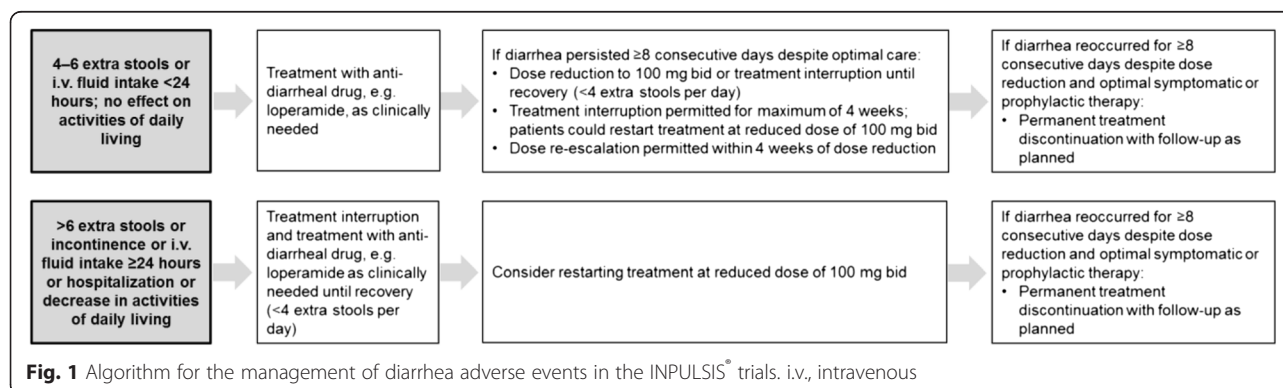 4–6 extra stools or
i.v. fluid intake <24
hours; no effect on
activities of daily
living
Treatment with anti-
diarrheal drug, e.g.
loperamide, as clinically
needed
If diarrhea persisted ≥8 consecutive days despite optimal care:
• Dose reduction to 100 mg bid or treatment interruption until
recovery (<4 extra stools per day)
• Treatment interruption permitted for maximum of 4 weeks;
patients could restart treatment at reduced dose of 100 mg bid
• Dose re-escalation permitted within 4 weeks of dose reduction
If diarrhea reoccurred for ≥8
consecutive days despite dose
reduction and optimal symptomatic or
prophylactic therapy:
• Permanent treatment
discontinuation with follow-up as
planned
>6 extra stools or
incontinence or i.v.
fluid intake ≥24 hours
or hospitalization or
decrease in activities
of daily living
Treatment interruption
and treatment with anti-
diarrheal drug, e.g.
loperamide as clinically
needed until recovery
(<4 extra stools per
day)
Consider restarting treatment at reduced dose of 100 mg bid
If diarrhea reoccurred for ≥8
consecutive days despite dose
reduction and optimal symptomatic or
prophylactic therapy:
• Permanent treatment
discontinuation with follow-up as
planned
Fig. 1 Algorithm for the management of diarrhea adverse events in the INPULSIS® trials. i.v., intravenous